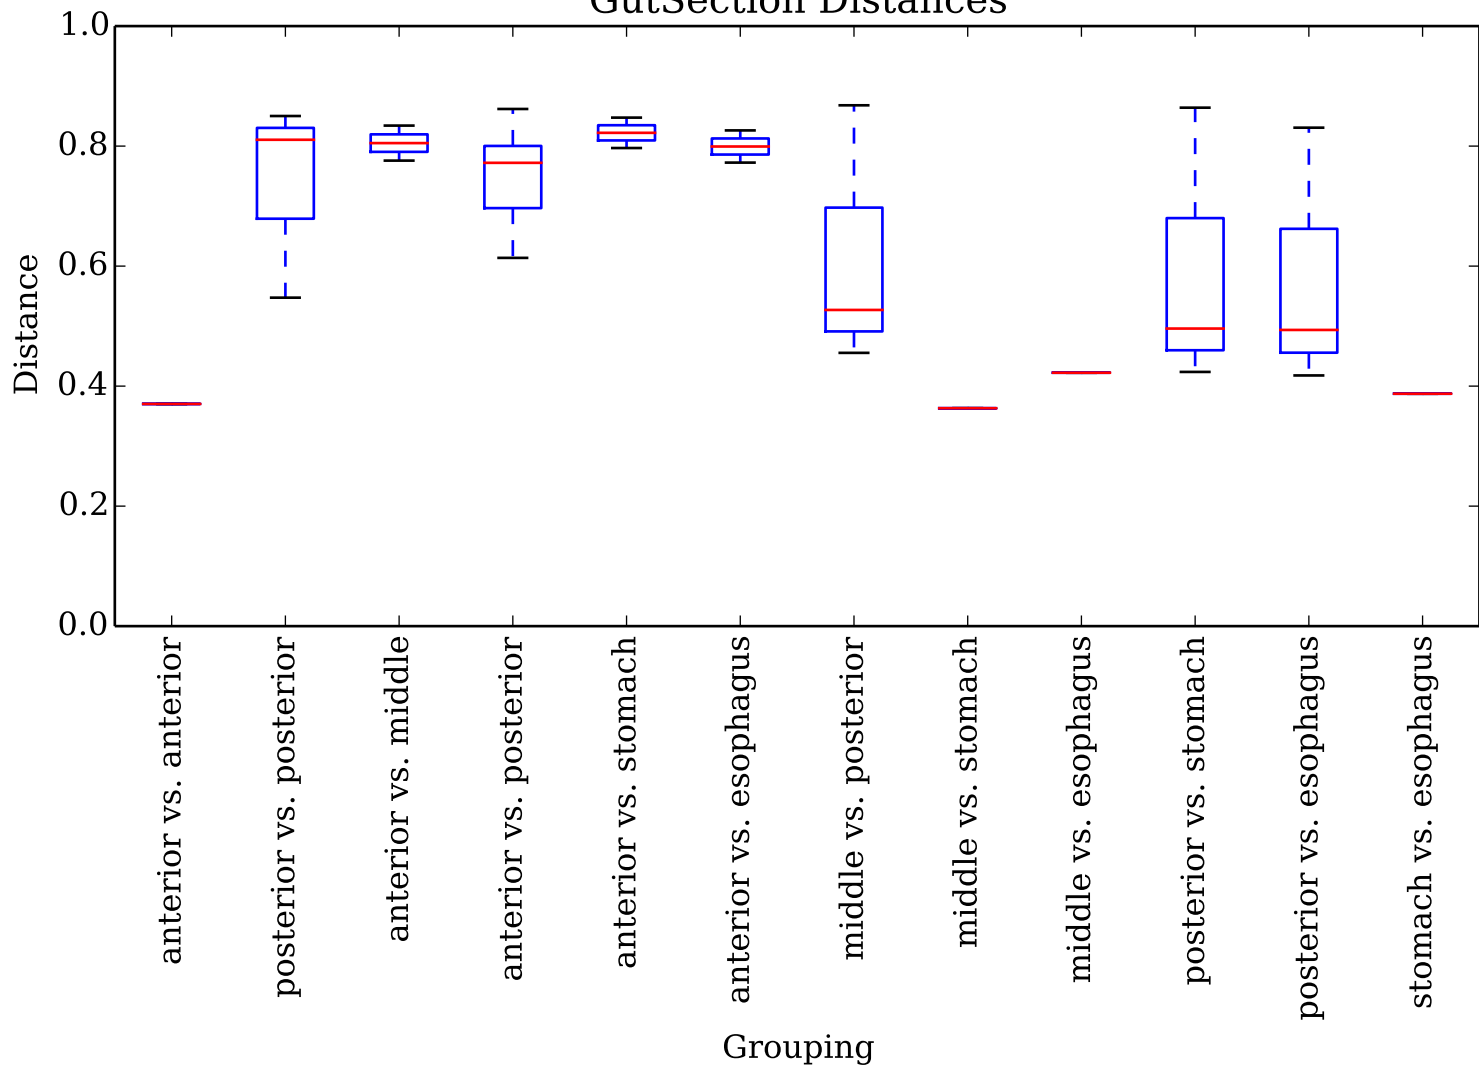 GutSection Distances
1.0
0.8
0.6
0.4
0.2
0.0
Distance
anterior vs. anterior
posterior vs. posterior
anterior vs. middle
anterior vs. posterior
anterior vs. stomach
anterior vs. esophagus
middle vs. posterior
middle vs. stomach
middle vs. esophagus
posterior vs. stomach
posterior vs. esophagus
stomach vs. esophagus
Grouping